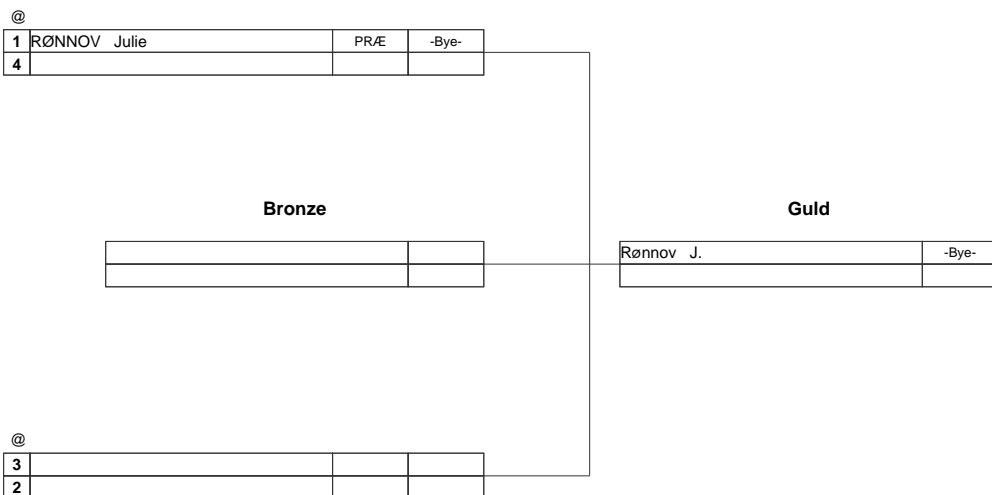 @
1 RØNNOV Julie PRÆ -Bye-
4
Bronze
Guld
Rønnov J. -Bye-
@
3
2